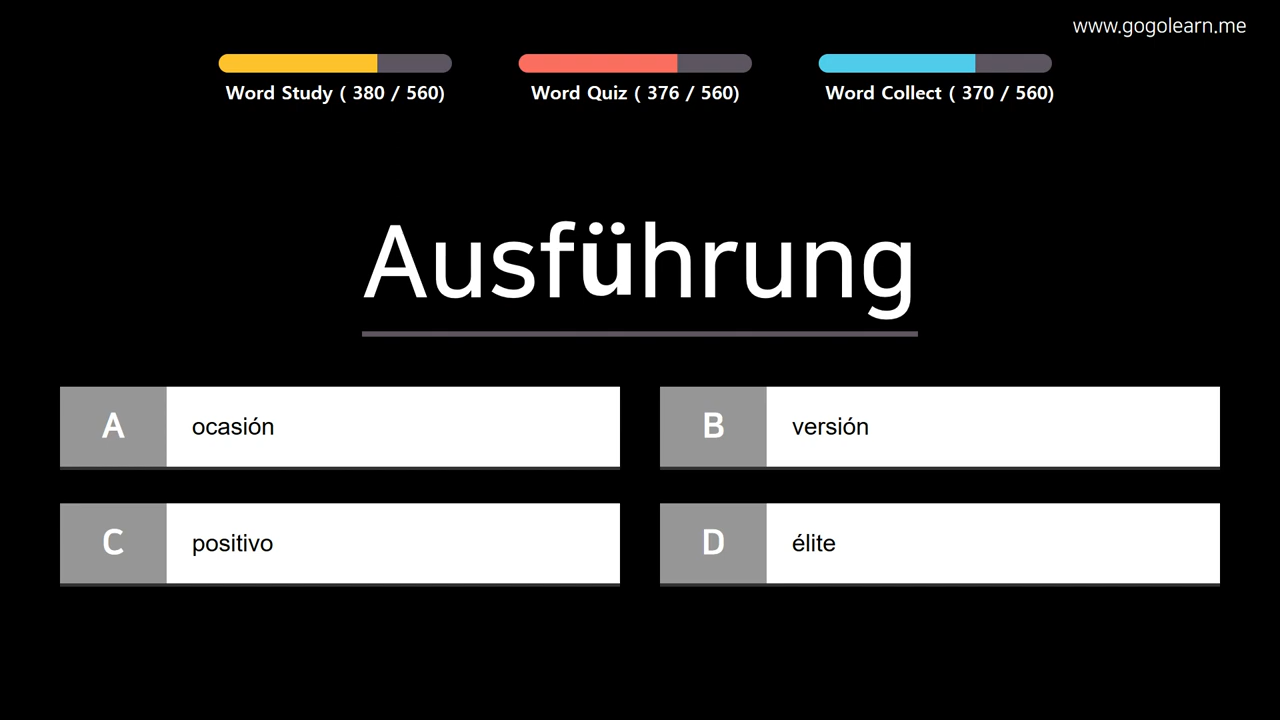 www.gogolearn.me
Word Study ( 380 / 560)
Word Quiz ( 376 / 560)
Word Collect ( 370 / 560)
Ausführung
A
ocasión
B
versión
C
positivo
D
élite